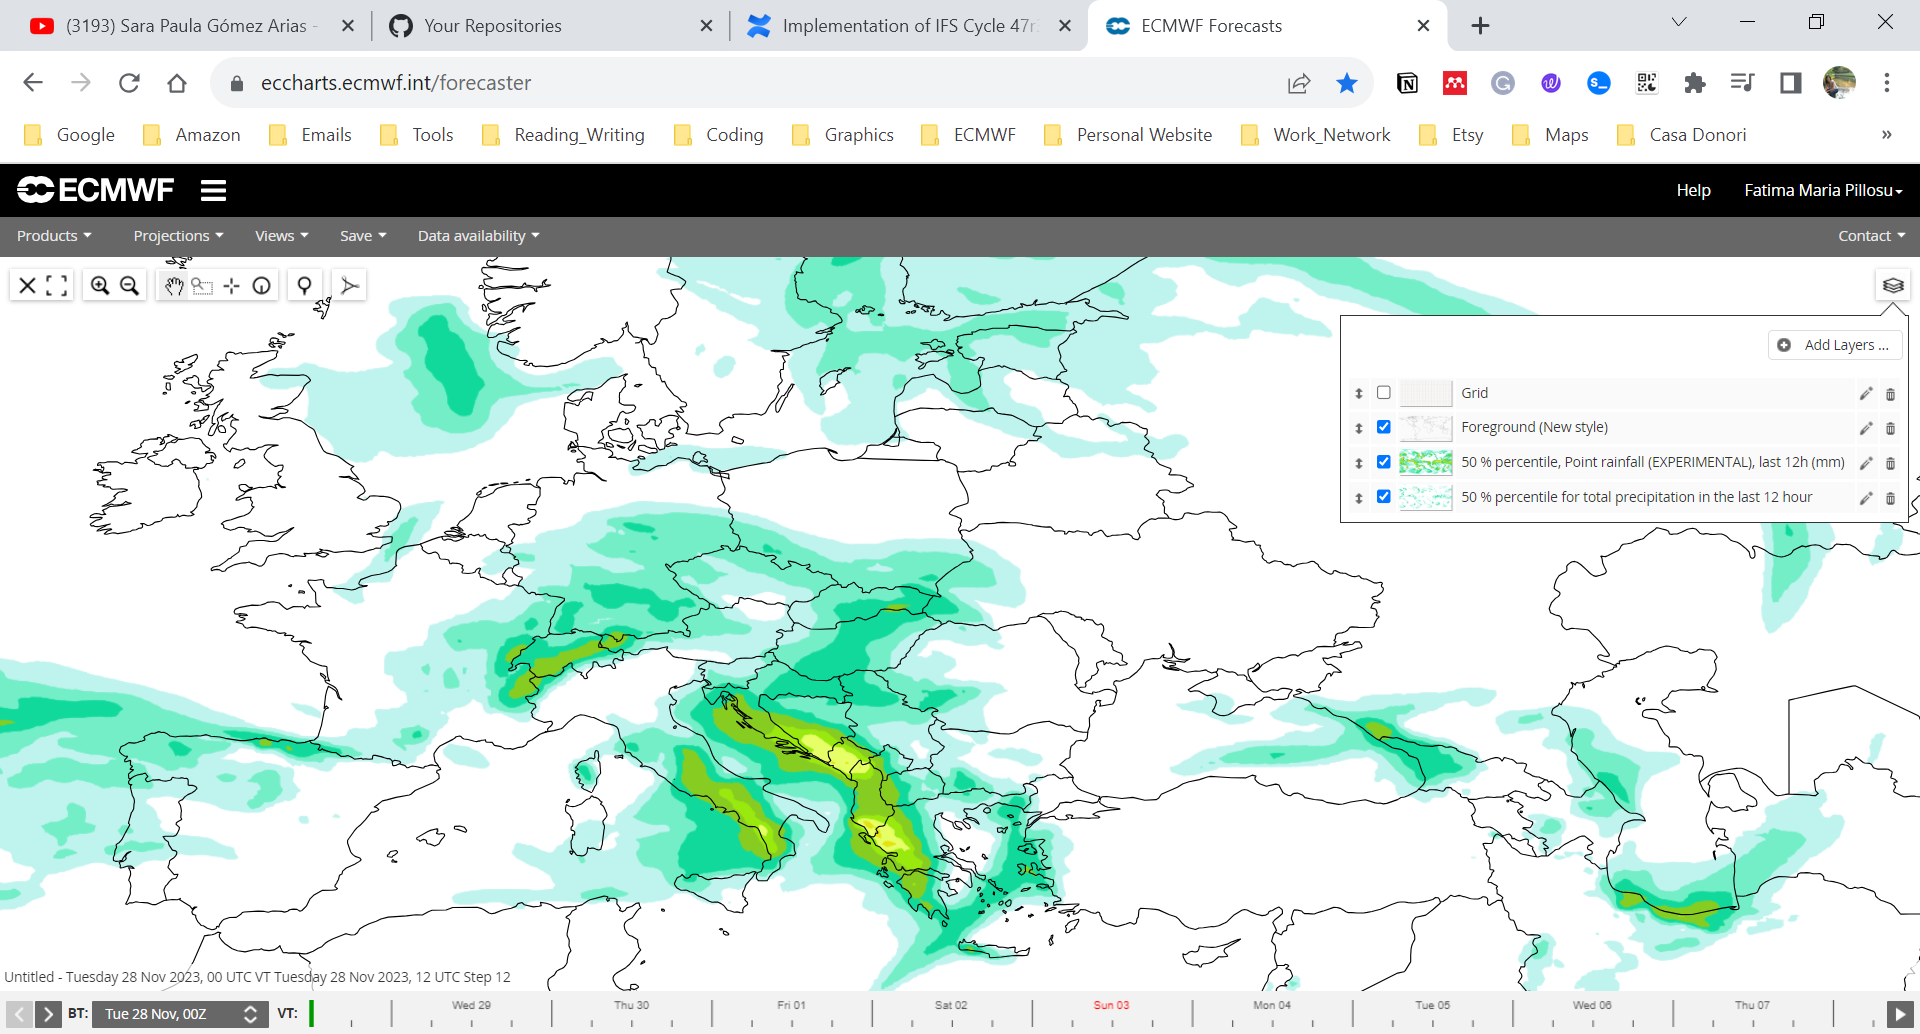 (3193) Sara Paula Gómez Arias -
Your Repositories
Implementation of IFS Cycle 47r
ECMWF Forecasts
eccharts.ecmwf.int/forecaster
Google
Amazon
Emails
Tools
Reading_Writing
Coding
Graphics
ECMWF
Personal Website
Work_Network
Etsy
Maps
Casa Donori
»
ECMWF
Help
Fatima Maria Pillosu
Products
Projections
Views
Save
Data availability
Contact
Add Layers ...
Grid
Foreground (New style)
50 % percentile, Point rainfall (EXPERIMENTAL), last 12h (mm)
50 % percentile for total precipitation in the last 12 hour
Untitled - Tuesday 28 Nov 2023, 00 UTC VT Tuesday 28 Nov 2023, 12 UTC Step 12
BT: Tue 28 Nov, 00Z VT:
Wed 29
Thu 30
Fri 01
Sat 02
Sun 03
Mon 04
Tue 05
Wed 06
Thu 07